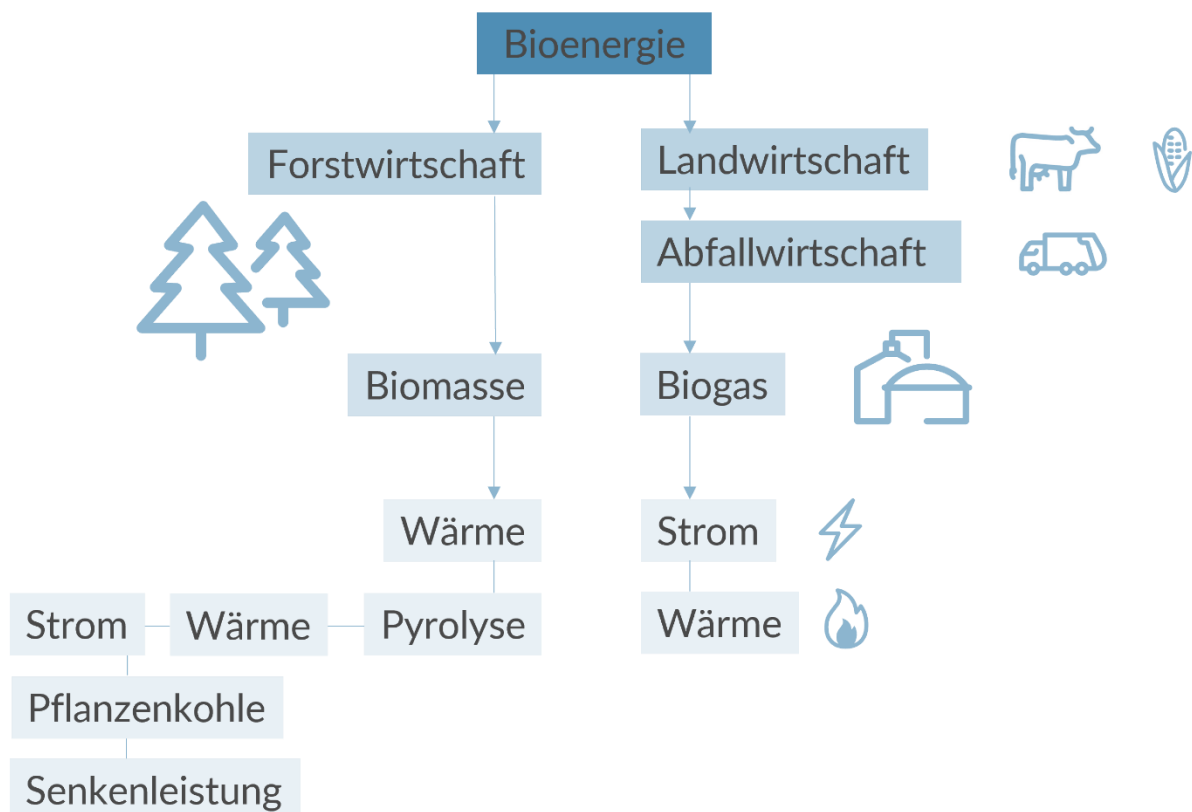 Bioenergie
Forstwirtschaft
Landwirtschaft
Abfallwirtschaft
Biomasse
Biogas
Wärme
Strom
Strom
Wärme
Pyrolyse
Wärme
Pflanzenkohle
Senkenleistung